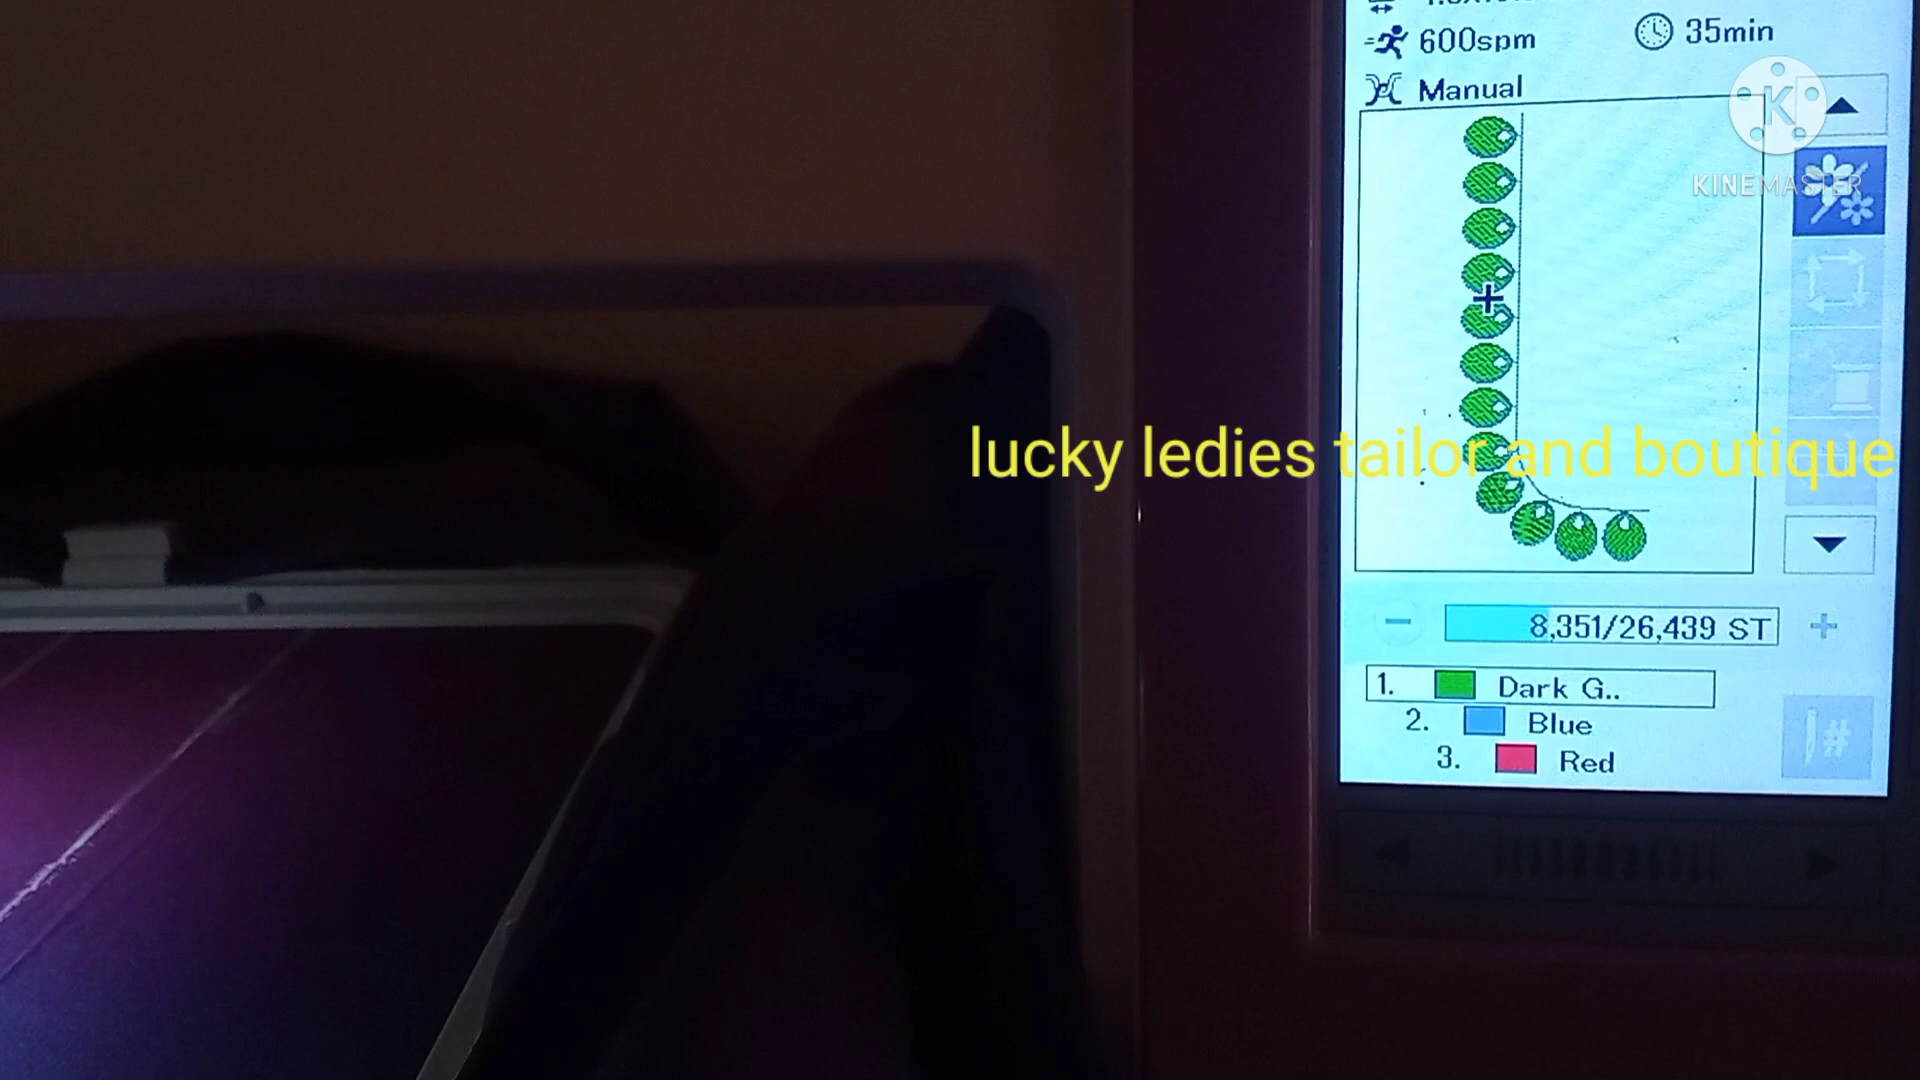 600spm
35min
Manual
KINEMASTER
lucky ledies tailor and boutique
8,351/26,439 ST
1. Dark G..
2. Blue
3. Red